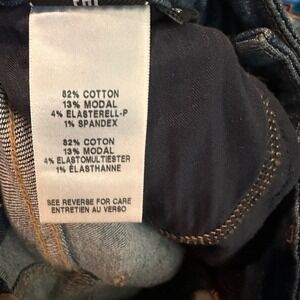 82% COTTON
13% MODAL
4% ELASTERELL-P
1% SPANDEX
82% COTON
13% MODAL
4% ELASTOMULTIESTER
1% ÉLASTHANNE
SEE REVERSE FOR CARE
ENTRETIEN AU VERSO